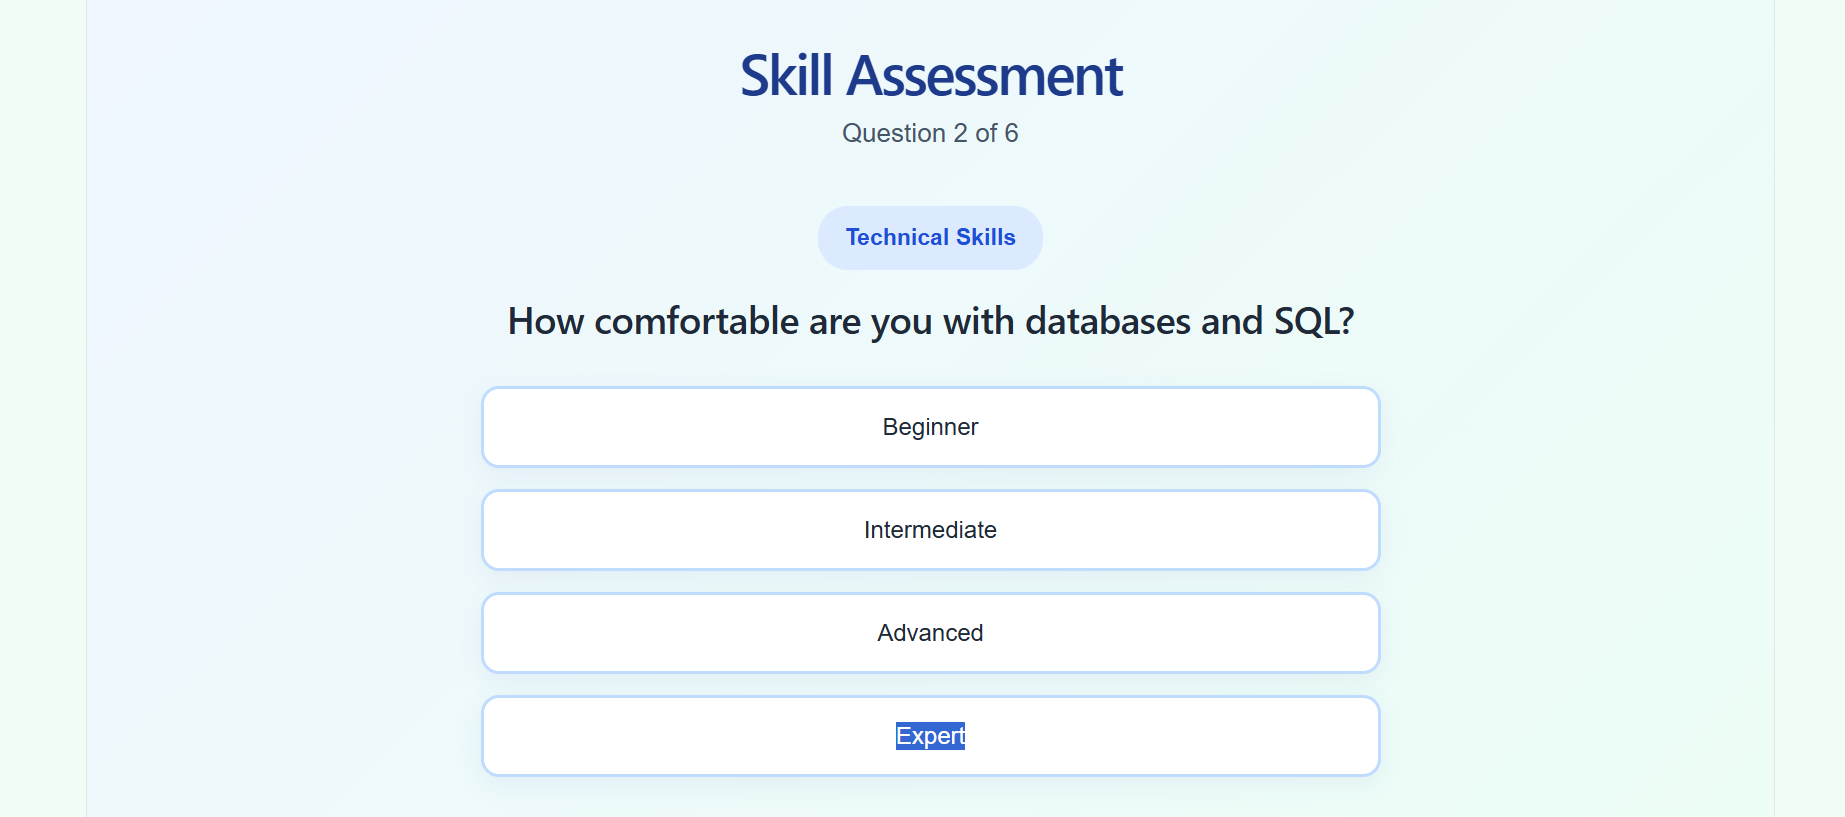 Skill Assessment
Question 2 of 6
Technical Skills
How comfortable are you with databases and SQL?
Beginner
Intermediate
Advanced
Expert